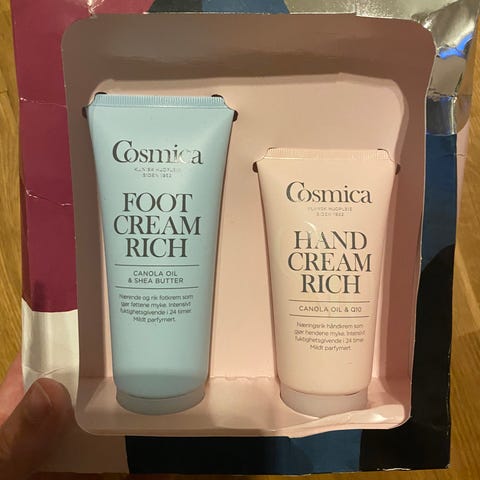 Cosmica
KLINISK HUDPLEIE
SIDEN 1952
FOOT
CREAM
RICH
CANOLA OIL
& SHEA BUTTER
Nærende og rik fotkrem som
gjør føttene myke. Intensivt
fuktighetsgivende i 24 timer.
Mildt parfymert.
Cosmica
KLINISK HUDPLEIE
SIDEN 1952
HAND
CREAM
RICH
CANOLA OIL & Q10
Næringsrik håndkrem som
gjør hendene myke. Intensivt
fuktighetsgivende i 24 timer.
Mildt parfymert.